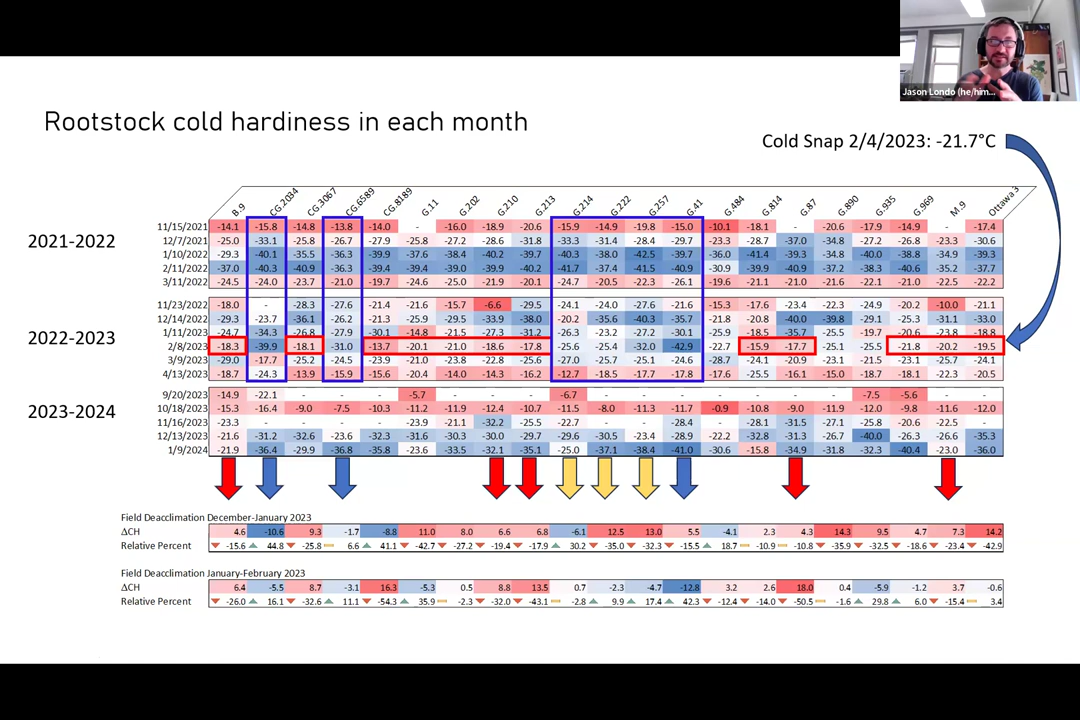 Jason Londo (he/him...
Rootstock cold hardiness in each month
Cold Snap 2/4/2023: -21.7°C
B.9 CG.2034 CG.3067 CG.6589 CG.8189 G.11 G.202 G.210 G.213 G.214 G.222 G.257 G.41 G.484 G.814 G.87 G.890 G.935 G.969 M.9 Ottawa 3
2021-2022
11/15/2021 -14.1 -15.8 -14.8 -13.8 -14.0 - -16.0 -18.9 -20.6 -15.9 -14.9 -19.8 -15.0 -10.1 -18.1 - -20.6 -17.9 -14.9 - -17.4
12/7/2021 -25.0 -33.1 -25.8 -26.7 -27.9 -25.8 -27.2 -28.6 -31.8 -33.3 -31.4 -28.4 -29.7 -23.3 -28.7 -37.0 -34.8 -27.2 -26.8 -23.3 -30.6
1/10/2022 -29.3 -40.1 -35.5 -36.3 -39.9 -37.6 -38.4 -40.2 -39.7 -40.3 -38.0 -42.5 -39.7 -36.0 -41.4 -39.3 -34.8 -40.0 -38.8 -34.9 -39.3
2/11/2022 -37.0 -40.3 -40.9 -36.3 -39.4 -39.4 -39.0 -39.9 -40.2 -41.7 -37.4 -41.5 -40.9 -30.9 -39.9 -40.9 -37.2 -38.3 -40.6 -35.2 -37.7
3/11/2022 -24.5 -24.0 -23.7 -21.0 -24.7 -24.6 -25.0 -21.9 -20.1 -24.7 -20.5 -22.3 -26.1 -19.6 -21.1 -21.0 -21.6 -22.1 -21.0 -22.2 -25.2
2022-2023
11/23/2022 -18.0 - -28.3 -27.6 -21.4 -21.6 -15.7 -6.6 -29.5 -24.1 -24.0 -27.6 -21.6 -15.3 -17.6 -23.4 -22.3 -24.9 -20.2 -10.0 -21.1
12/14/2022 -29.3 -23.7 -36.1 -26.2 -21.3 -25.9 -29.5 -33.9 -38.0 -20.2 -35.6 -40.3 -35.7 -21.8 -20.8 -40.0 -39.8 -29.3 -25.3 -31.1 -33.0
1/11/2023 -24.7 -34.3 -26.8 -27.9 -30.1 -14.8 -21.5 -27.3 -31.2 -26.3 -23.2 -27.2 -30.1 -25.9 -18.5 -35.7 -25.5 -19.7 -20.6 -23.8 -18.8
2/8/2023 -18.3 -39.9 -18.1 -31.0 -13.7 -20.1 -21.0 -18.6 -17.8 -25.6 -25.4 -32.0 -42.9 -22.7 -15.9 -17.7 -25.1 -25.5 -21.8 -20.2 -19.5
3/9/2023 -29.0 -17.7 -25.2 -24.5 -23.9 -21.0 -23.8 -22.8 -25.6 -27.0 -25.7 -25.1 -24.6 -28.7 -24.1 -20.9 -23.1 -21.5 -23.1 -25.7 -24.1
4/13/2023 -18.7 -24.3 -13.9 -15.9 -15.6 -20.4 -14.0 -14.3 -16.2 -12.7 -18.5 -17.7 -17.8 -17.6 -25.5 -16.1 -15.0 -18.7 -18.1 -22.3 -20.5
2023-2024
9/20/2023 -14.9 -22.1 - - - -5.7 - - - -6.7 - - - - - - - -7.5 -5.6 - -
10/18/2023 -15.3 -16.4 -9.0 -7.5 -10.3 -11.2 -11.9 -12.4 -10.7 -11.5 -8.0 -11.3 -11.7 -0.9 -10.8 -9.0 -11.9 -12.0 -9.8 -11.6 -12.0
11/16/2023 -23.3 - - - - -23.9 -21.1 -32.2 -25.5 -22.7 - - -28.4 - -28.1 -31.5 -27.1 -25.8 -20.6 -22.5 -
12/13/2023 -21.6 -31.2 -32.6 -23.6 -32.3 -31.6 -30.3 -30.0 -29.7 -29.6 -30.5 -23.4 -28.9 -22.2 -32.8 -31.3 -26.7 -40.0 -26.3 -26.6 -35.3
1/9/2024 -21.9 -36.4 -29.9 -36.8 -35.8 -23.6 -33.5 -32.1 -35.1 -25.0 -37.1 -38.4 -41.0 -30.6 -15.8 -34.9 -31.8 -32.3 -40.4 -23.0 -36.0
Field Deacclimation December-January 2023
ΔCH 4.6 -10.6 9.3 -1.7 -8.8 11.0 8.0 6.6 6.8 -6.1 12.5 13.0 5.5 -4.1 2.3 4.3 14.3 9.5 4.7 7.3 14.2
Relative Percent -15.6 44.8 -25.8 6.6 41.1 -42.7 -27.2 -19.4 -17.9 30.2 -35.0 -32.3 -15.5 18.7 -10.9 -10.8 -35.9 -32.5 -18.6 -23.4 -42.9
Field Deacclimation January-February 2023
ΔCH 6.4 -5.5 8.7 -3.1 16.3 -5.3 0.5 8.8 13.5 0.7 -2.3 -4.7 -12.8 3.2 2.6 18.0 0.4 -5.9 -1.2 3.7 -0.6
Relative Percent -26.0 16.1 -32.6 11.1 -54.3 35.9 -2.3 -32.0 -43.1 -2.8 9.9 17.4 42.3 -12.4 -14.0 -50.5 -1.6 29.8 6.0 -15.4 3.4